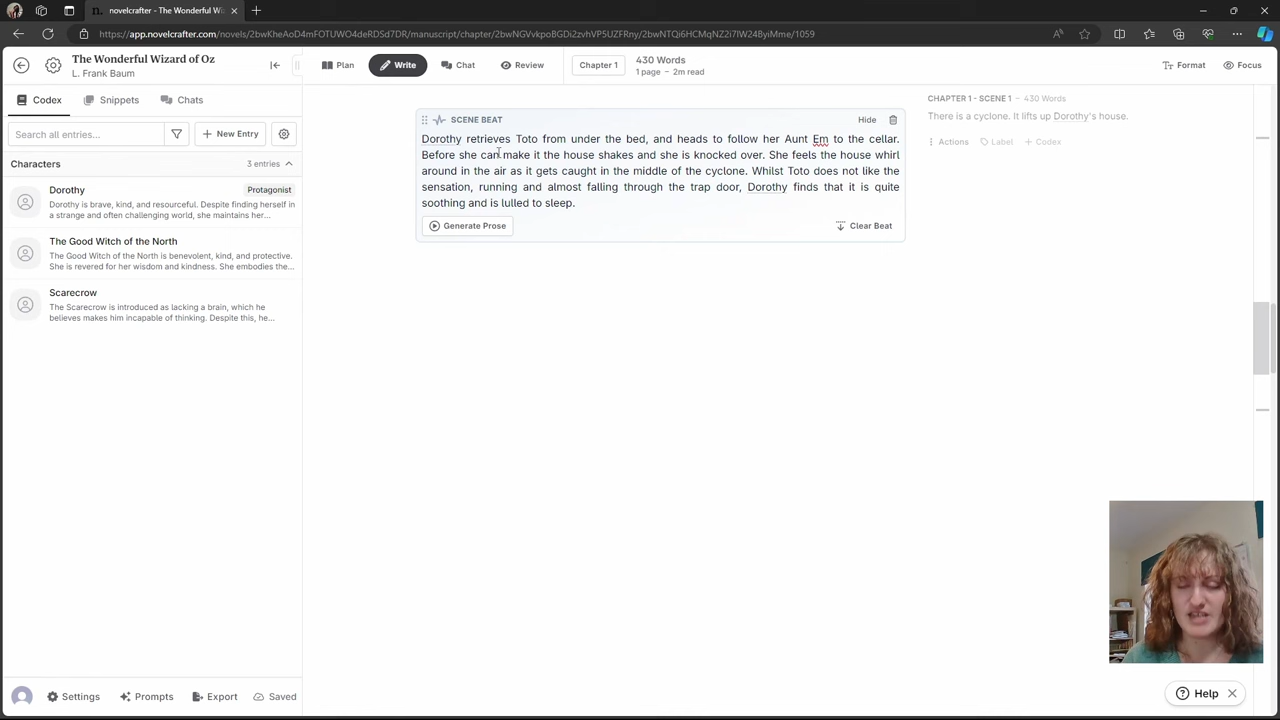 n. novelcrafter - The Wonderful Wi
https://app.novelcrafter.com/novels/2bwKheAoD4mFOTUWO4deRDSd7DR/manuscript/chapter/2bwNGVvkpoBGDi2zvhVP5UZFRny/2bwNTQi6HCMqNZ2i7IW24ByiMme/1059
The Wonderful Wizard of Oz
L. Frank Baum
Plan
Write
Chat
Review
Chapter 1
430 Words
1 page • 2m read
Format
Focus
Codex
Snippets
Chats
Search all entries...
+ New Entry
Characters
3 entries
Dorothy
Protagonist
Dorothy is brave, kind, and resourceful. Despite finding herself in
a strange and often challenging world, she maintains her...
The Good Witch of the North
The Good Witch of the North is benevolent, kind, and protective.
She is revered for her wisdom and kindness. She embodies the...
Scarecrow
The Scarecrow is introduced as lacking a brain, which he
believes makes him incapable of thinking. Despite this, he...
SCENE BEAT
Hide
Dorothy retrieves Toto from under the bed, and heads to follow her Aunt Em to the cellar.
Before she can make it the house shakes and she is knocked over. She feels the house whirl
around in the air as it gets caught in the middle of the cyclone. Whilst Toto does not like the
sensation, running and almost falling through the trap door, Dorothy finds that it is quite
soothing and is lulled to sleep.
Generate Prose
Clear Beat
CHAPTER 1 - SCENE 1 – 430 Words
There is a cyclone. It lifts up Dorothy's house.
Actions
Label
+ Codex
Settings
Prompts
Export
Saved
Help